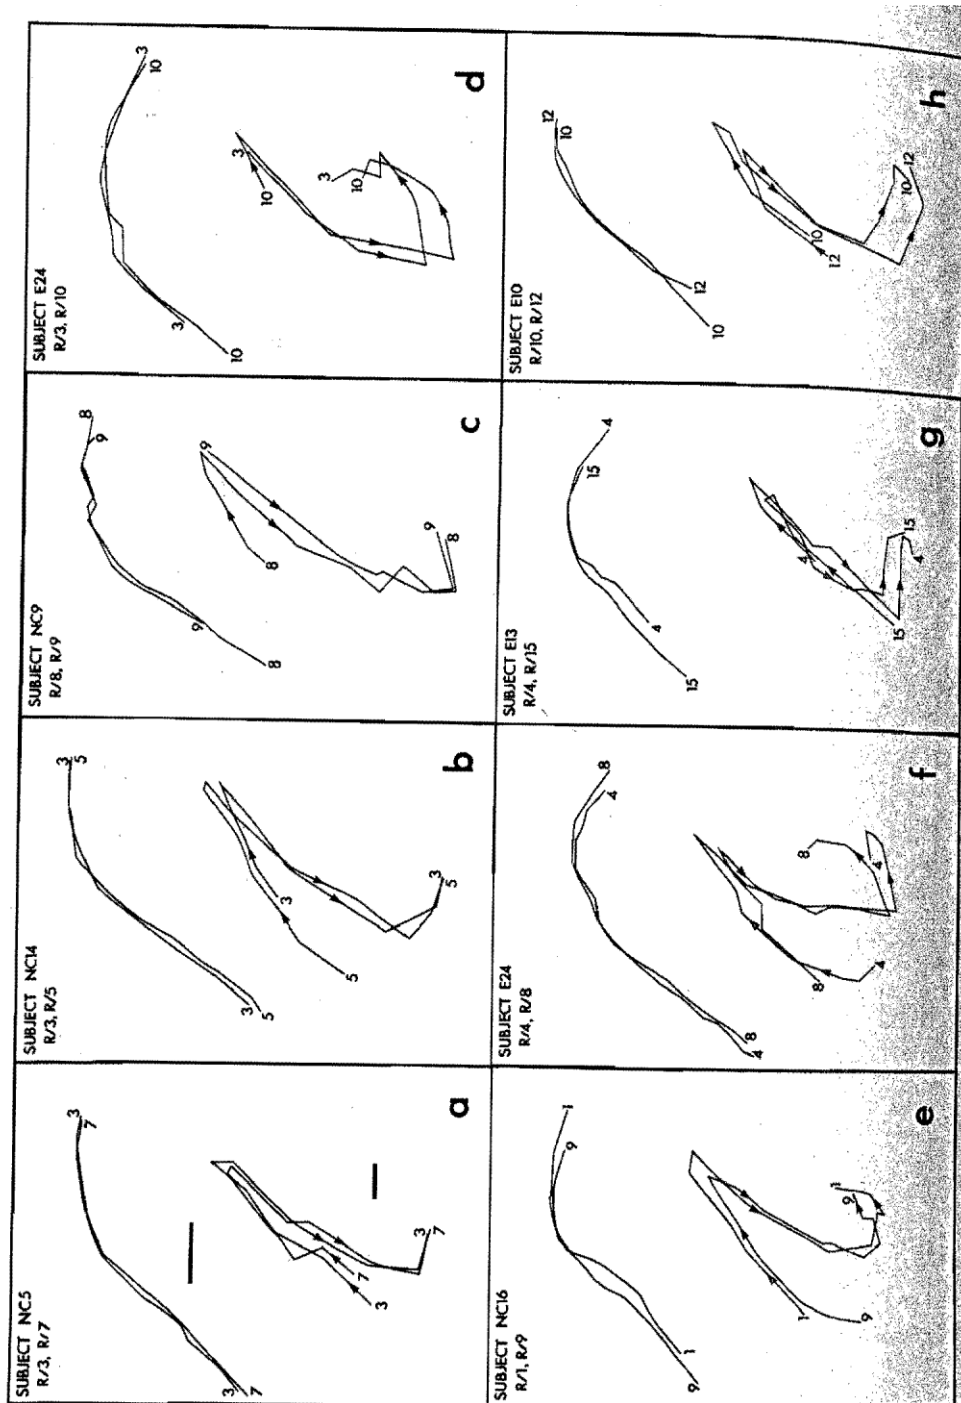 SUBJECT NC5
R/3, R/7
3
7
3
7
3
7
3
7
a
SUBJECT NC14
R/3, R/5
3
5
3
5
3
5
3
5
b
SUBJECT NC9
R/8, R/9
8
9
9
8
9
8
9
8
c
SUBJECT E24
R/3, R/10
3
10
3
10
3
10
3
10
d
SUBJECT NC16
R/1, R/9
1
9
1
9
1
9
1
9
e
SUBJECT E24
R/4, R/8
8
4
8
4
8
4
8
4
f
SUBJECT E13
R/4, R/15
4
15
4
15
4
15
15
4
g
SUBJECT E10
R/10, R/12
12
10
12
10
10
12
12
10
h